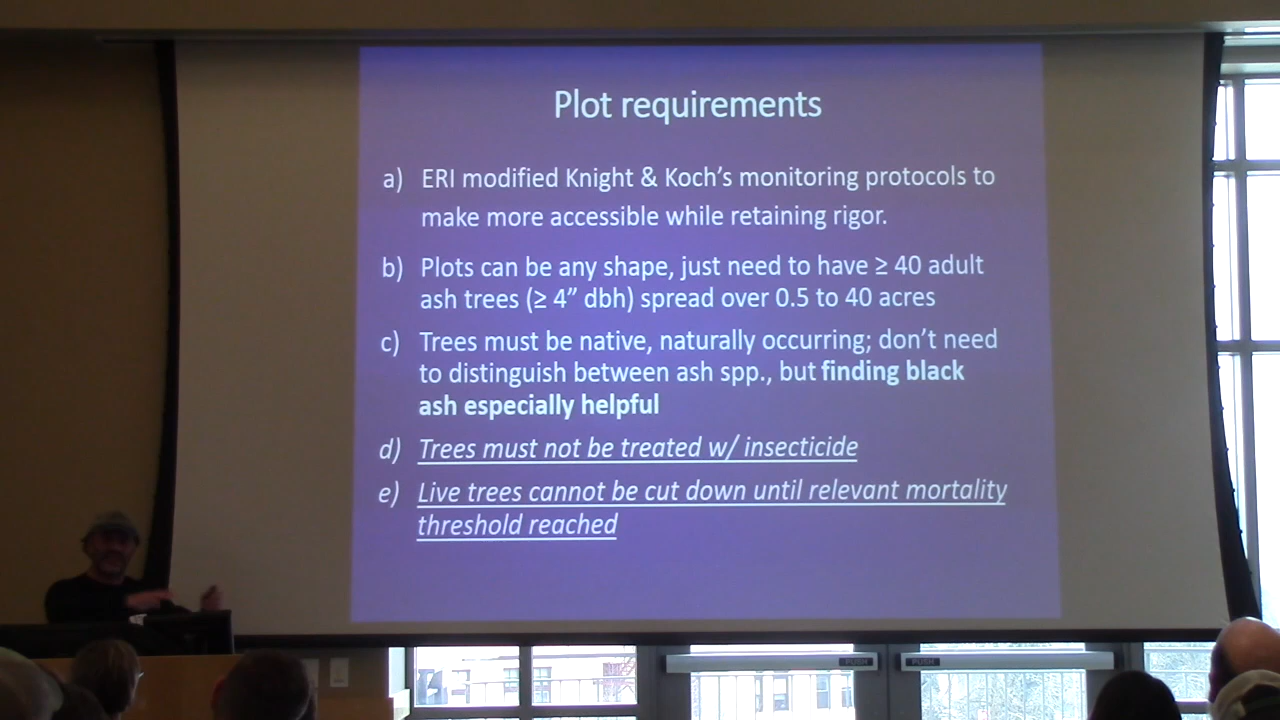 Plot requirements
a) ERI modified Knight & Koch's monitoring protocols to
make more accessible while retaining rigor.
b) Plots can be any shape, just need to have ≥ 40 adult
ash trees (≥ 4” dbh) spread over 0.5 to 40 acres
c) Trees must be native, naturally occurring; don't need
to distinguish between ash spp., but finding black
ash especially helpful
d) Trees must not be treated w/ insecticide
e) Live trees cannot be cut down until relevant mortality
threshold reached
PUSH
PUSH